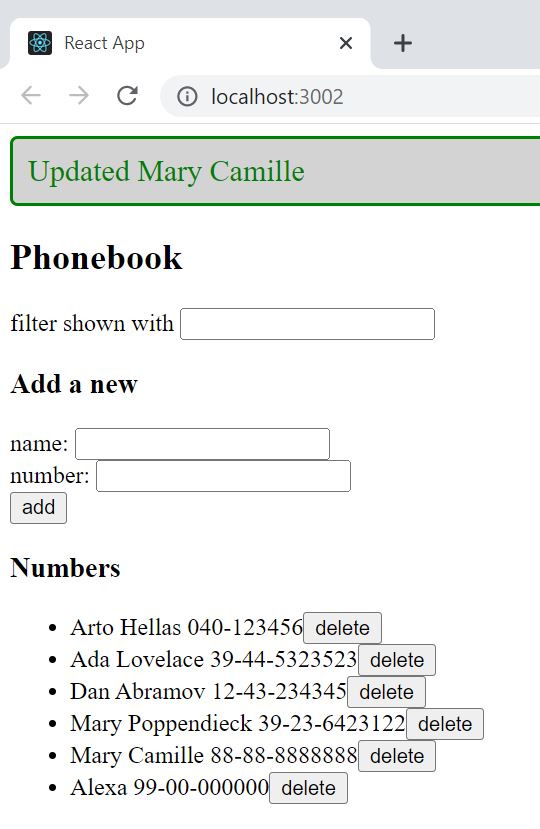 React App
localhost:3002
Updated Mary Camille
Phonebook
filter shown with
Add a new
name:
number:
add
Numbers
Arto Hellas 040-123456 delete
Ada Lovelace 39-44-5323523 delete
Dan Abramov 12-43-234345 delete
Mary Poppendieck 39-23-6423122 delete
Mary Camille 88-88-8888888 delete
Alexa 99-00-000000 delete